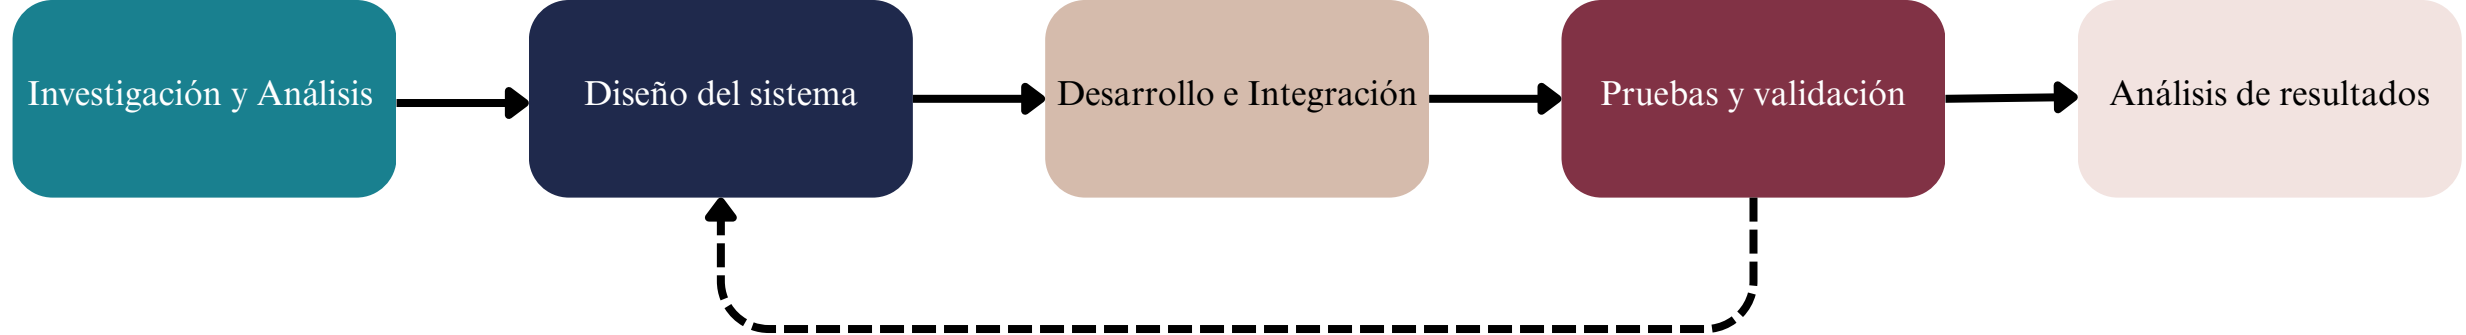 Investigación y Análisis
Diseño del sistema
Desarrollo e Integración
Pruebas y validación
Análisis de resultados